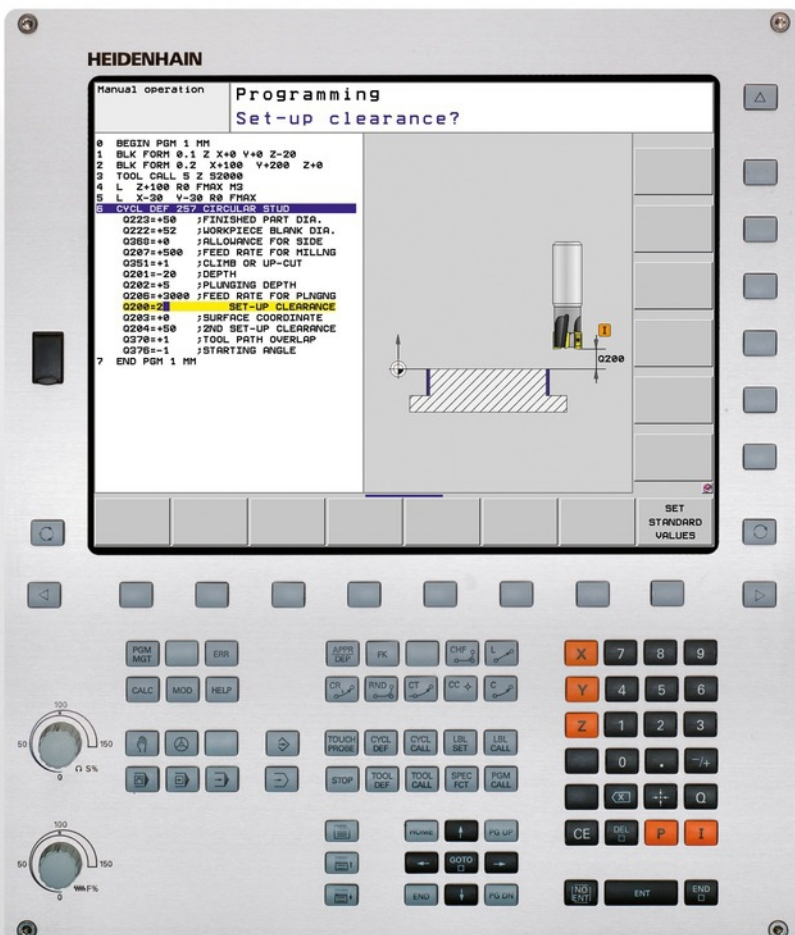 HEIDENHAIN
Manual operation
Programming
Set-up clearance?
0 BEGIN PGM 1 MM
1 BLK FORM 0.1 Z X+0 Y+0 Z-20
2 BLK FORM 0.2 X+100 Y+200 Z+0
3 TOOL CALL 5 Z S2000
4 L Z+100 R0 FMAX M3
5 L X-30 Y-30 R0 FMAX
6 CYCL DEF 257 CIRCULAR STUD
Q223=+50 ;FINISHED PART DIA.
Q222=+52 ;WORKPIECE BLANK DIA.
Q368=+0 ;ALLOWANCE FOR SIDE
Q207=+500 ;FEED RATE FOR MILLNG
Q351=+1 ;CLIMB OR UP-CUT
Q201=-20 ;DEPTH
Q202=+5 ;PLUNGING DEPTH
Q206=+3000 ;FEED RATE FOR PLNGNG
Q200=2 SET-UP CLEARANCE
Q203=+0 ;SURFACE COORDINATE
Q204=+50 ;2ND SET-UP CLEARANCE
Q370=+1 ;TOOL PATH OVERLAP
Q376=-1 ;STARTING ANGLE
7 END PGM 1 MM
I
Q200
SET
STANDARD
VALUES
PGM MGT ERR APPR DEP FK CHF L X 7 8 9
CALC MOD HELP CR RND CT CC C Y 4 5 6
TOUCH PROBE CYCL DEF CYCL CALL LBL SET LBL CALL Z 1 2 3
STOP TOOL DEF TOOL CALL SPEC FCT PGM CALL 0 . -/+
X Q
HOME PG UP CE DEL P I
GOTO
END PG DN NO ENT ENT END
100
50 150
0 S%
100
50 150
0 F%